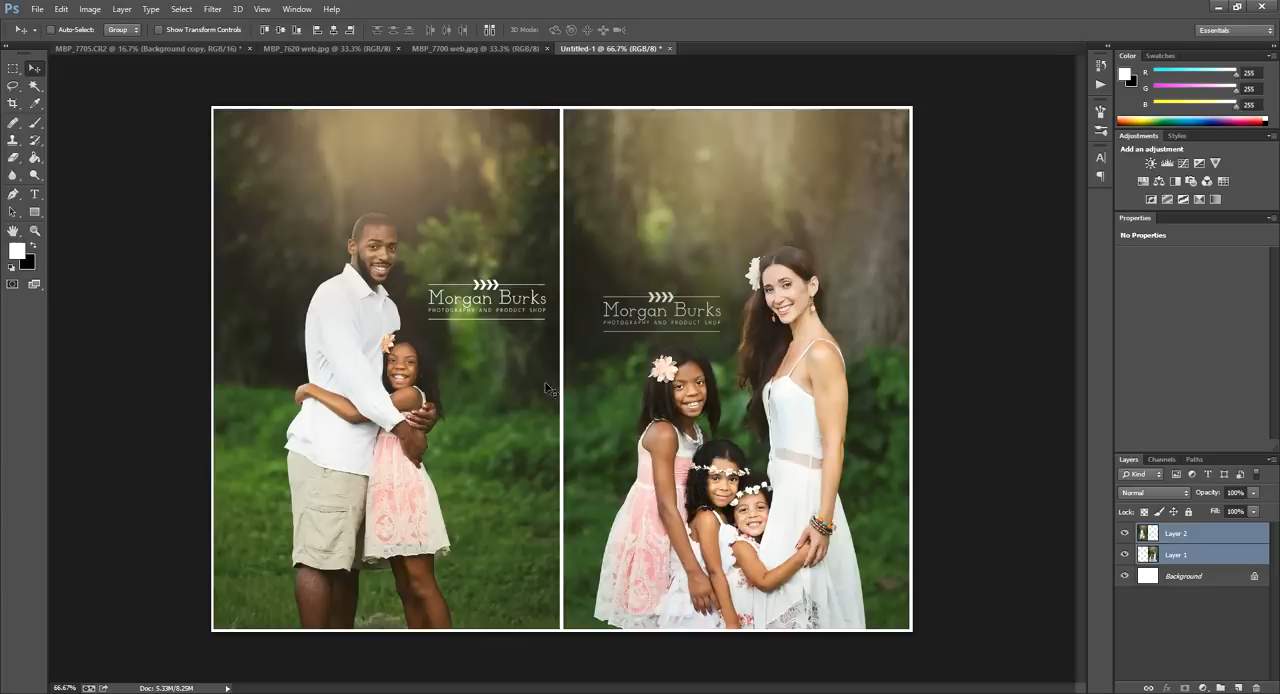 Ps File Edit Image Layer Type Select Filter 3D View Window Help
Auto-Select: Group Show Transform Controls 3D Mode: Essentials
MBP_7705.CR2 @ 16.7% (Background copy, RGB/16) * × MBP_7620 web.jpg @ 33.3% (RGB/8) × MBP_7700 web.jpg @ 33.3% (RGB/8) × Untitled-1 @ 66.7% (RGB/8) * ×
Color Swatches
R 255
G 255
B 255
Adjustments Styles
Add an adjustment
Properties
No Properties
Morgan Burks
PHOTOGRAPHY AND PRODUCT SHOP
Morgan Burks
PHOTOGRAPHY AND PRODUCT SHOP
Layers Channels Paths
Kind
Normal Opacity: 100%
Lock: Fill: 100%
Layer 2
Layer 1
Background
66.67% Doc: 5.33M/8.25M